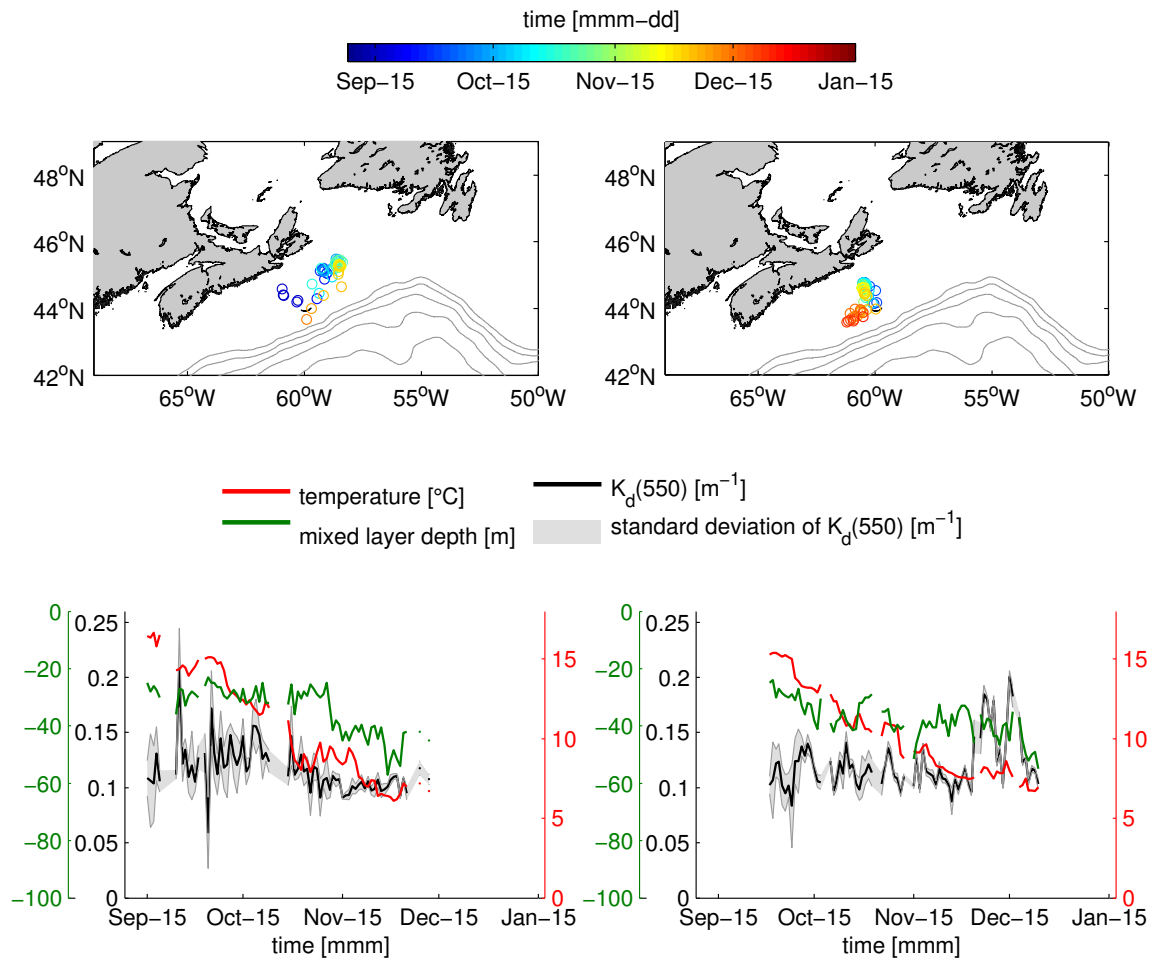 time [mmm−dd]
Sep−15 Oct−15 Nov−15 Dec−15 Jan−15
48°N 48°N
46°N 46°N
44°N 44°N
42°N 42°N
65°W 60°W 55°W 50°W 65°W 60°W 55°W 50°W
temperature [°C] K_d(550) [m^−1]
mixed layer depth [m] standard deviation of K_d(550) [m^−1]
0 0.25 0 0.25
−20 0.2 15 −20 0.2 15
−40 0.15 10 −40 0.15 10
−60 0.1 −60 0.1
−80 0.05 5 −80 0.05 5
−100 0 0 −100 0 0
Sep−15 Oct−15 Nov−15 Dec−15 Jan−15 Sep−15 Oct−15 Nov−15 Dec−15 Jan−15
time [mmm] time [mmm]